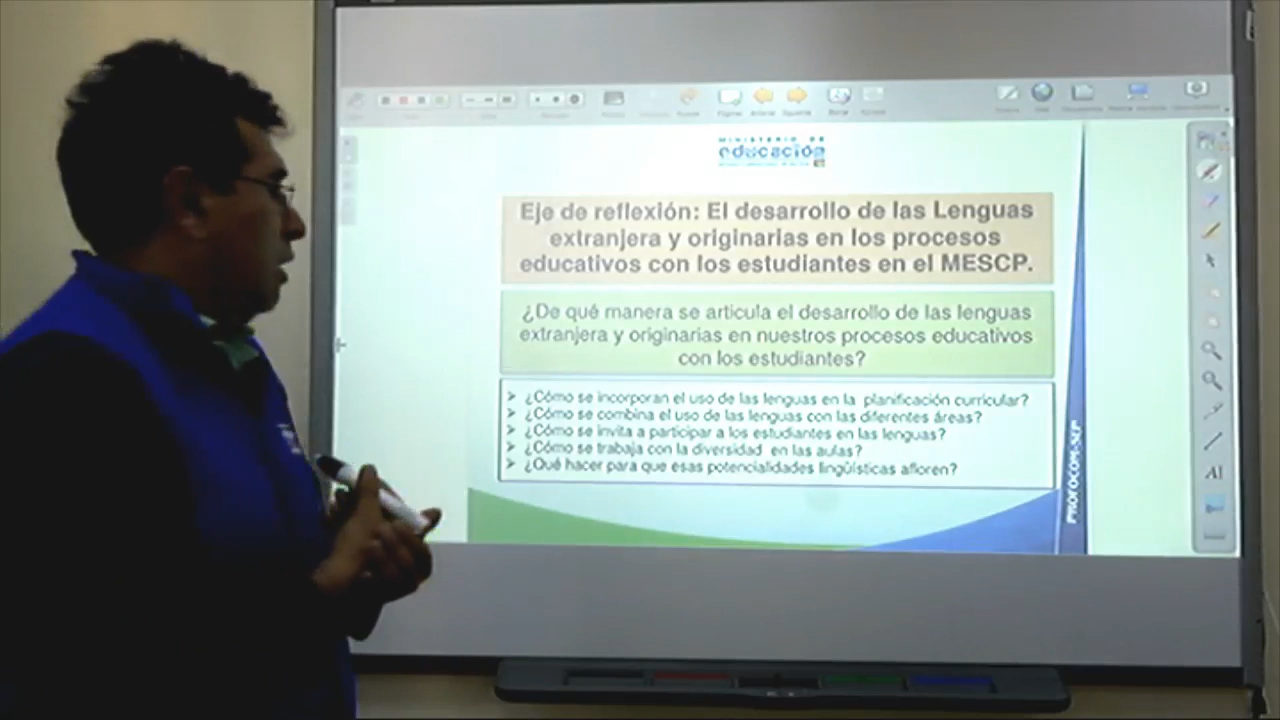 MINISTERIO DE
educación
Eje de reflexión: El desarrollo de las Lenguas
extranjera y originarias en los procesos
educativos con los estudiantes en el MESCP.
¿De qué manera se articula el desarrollo de las lenguas
extranjera y originarias en nuestros procesos educativos
con los estudiantes?
➢ ¿Cómo se incorporan el uso de las lenguas en la planificación curricular?
➢ ¿Cómo se combina el uso de las lenguas con las diferentes áreas?
➢ ¿Cómo se invita a participar a los estudiantes en las lenguas?
➢ ¿Cómo se trabaja con la diversidad en las aulas?
➢ ¿Qué hacer para que esas potencialidades lingüísticas afloren?
PROFOCOM-SEP
AI